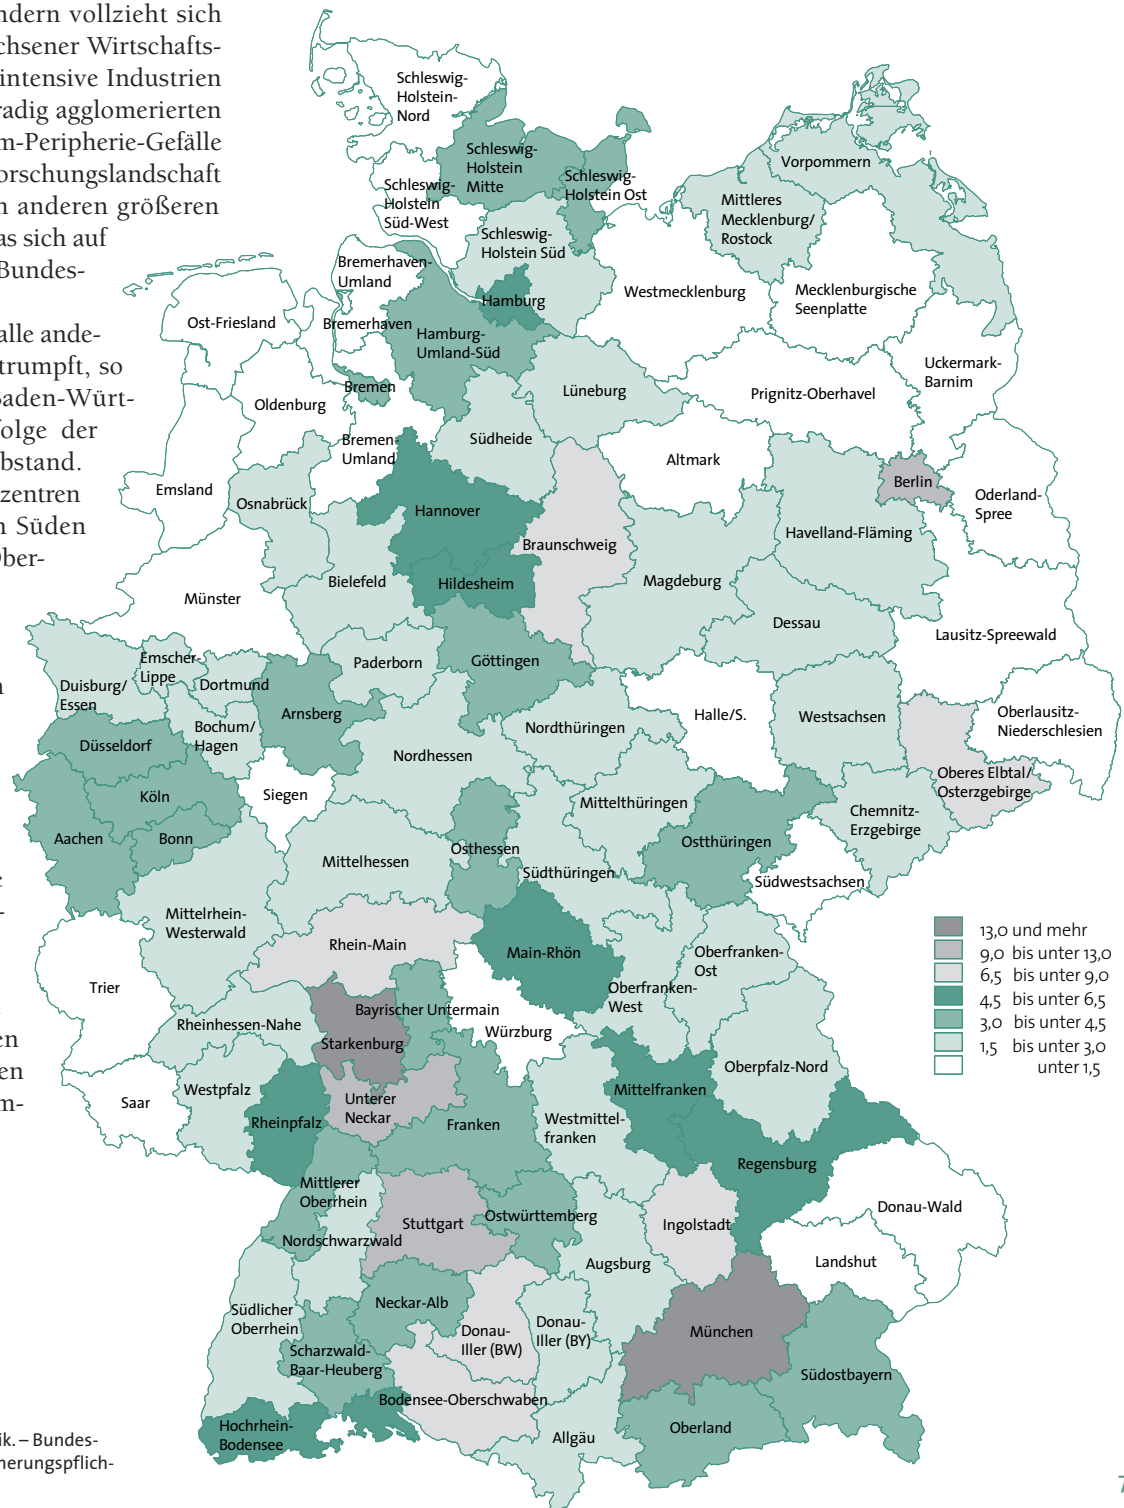 ndern vollzieht sich
chsener Wirtschafts-
intensive Industrien
radig agglomerierten
m-Peripherie-Gefälle
orschungslandschaft
n anderen größeren
as sich auf
Bundes-
alle ande-
trumpft, so
Baden-Würt-
olge der
bstand.
zentren
n Süden
Ober-
n
e
-
en
en
m-
ik. – Bundes-
herungspflich-
Schleswig-
Holstein-
Nord
Schleswig-
Holstein
Mitte
Schleswig-
Holstein Ost
Schleswig-
Holstein
Süd-West
Schleswig-
Holstein Süd
Vorpommern
Mittleres
Mecklenburg/
Rostock
Bremerhaven-
Umland
Hamburg
Westmecklenburg
Mecklenburgische
Seenplatte
Ost-Friesland
Bremerhaven
Hamburg-
Umland-Süd
Uckermark-
Barnim
Bremen
Oldenburg
Lüneburg
Prignitz-Oberhavel
Bremen-
Umland
Südheide
Altmark
Emsland
Osnabrück
Hannover
Berlin
Oderland-
Spree
Braunschweig
Havelland-Fläming
Bielefeld
Hildesheim
Magdeburg
Münster
Dessau
Lausitz-Spreewald
Emscher-
Lippe
Paderborn
Göttingen
Duisburg/
Essen
Dortmund
Arnsberg
Bochum/
Hagen
Nordthüringen
Halle/S.
Westsachsen
Oberlausitz-
Niederschlesien
Düsseldorf
Nordhessen
Köln
Siegen
Mittelthüringen
Oberes Elbtal/
Osterzgebirge
Chemnitz-
Erzgebirge
Aachen
Bonn
Mittelhessen
Osthessen
Ostthüringen
Südthüringen
Südwestsachsen
Mittelrhein-
Westerwald
Rhein-Main
Main-Rhön
Oberfranken-
Ost
Oberfranken-
West
Trier
Bayrischer Untermain
Rheinhessen-Nahe
Starkenburg
Würzburg
Westpfalz
Saar
Unterer
Neckar
Mittelfranken
Oberpfalz-Nord
Rheinpfalz
Franken
Westmittel-
franken
Regensburg
Mittlerer
Oberrhein
Stuttgart
Ostwürttemberg
Ingolstadt
Donau-Wald
Nordschwarzwald
Augsburg
Landshut
Südlicher
Oberrhein
Neckar-Alb
Donau-
Iller (BW)
Donau-
Iller (BY)
München
Scharzwald-
Baar-Heuberg
Südostbayern
Bodensee-Oberschwaben
Hochrhein-
Bodensee
Allgäu
Oberland
13,0 und mehr
9,0 bis unter 13,0
6,5 bis unter 9,0
4,5 bis unter 6,5
3,0 bis unter 4,5
1,5 bis unter 3,0
unter 1,5